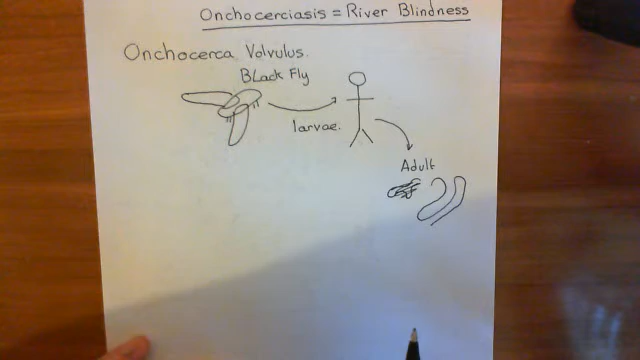 Onchocerciasis = River Blindness
Onchocerca Volvulus.
BLack Fly
larvae.
Adult